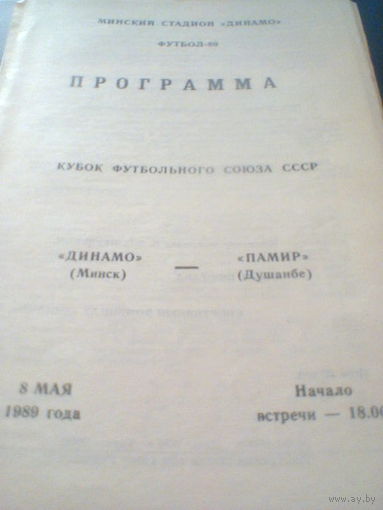 МИНСКИЙ СТАДИОН «ДИНАМО»
ФУТБОЛ-89
ПРОГРАММА
КУБОК ФУТБОЛЬНОГО СОЮЗА СССР
«ДИНАМО» — «ПАМИР»
(Минск) (Душанбе)
8 МАЯ Начало
1989 года встречи — 18.00
https://www.ay.by/